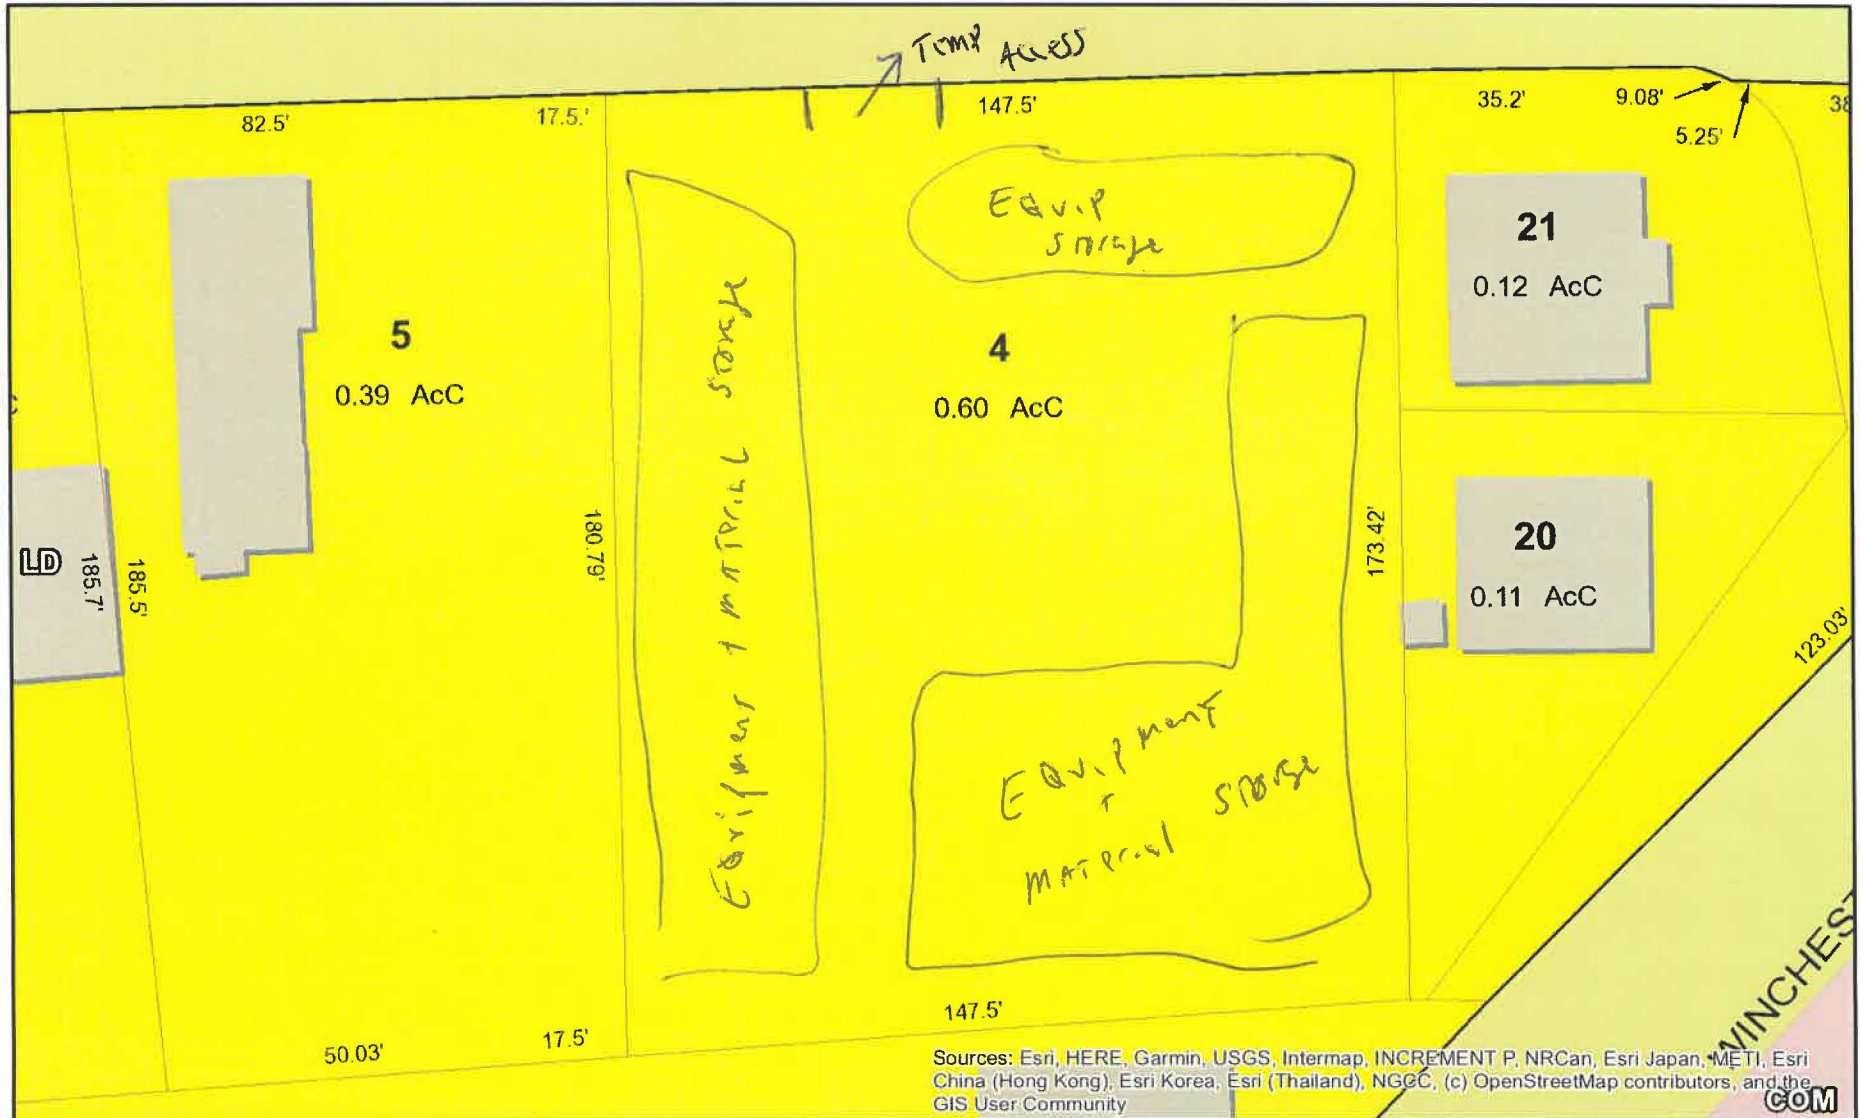 TEMP ACCESS
82.5'
17.5.'
147.5'
35.2'
9.08'
38
5.25'
EQUIP
STORAGE
21
0.12 AcC
5
0.39 AcC
4
0.60 AcC
EQUIPMENT + MATERIAL STORAGE
180.79'
173.42'
20
0.11 AcC
LD
185.7'
185.5'
123.03'
EQUIPMENT
+
MATERIAL STORAGE
147.5'
17.5'
50.03'
WINCHEST
COM
Sources: Esri, HERE, Garmin, USGS, Intermap, INCREMENT P, NRCan, Esri Japan, METI, Esri
China (Hong Kong), Esri Korea, Esri (Thailand), NGCC, (c) OpenStreetMap contributors, and the
GIS User Community